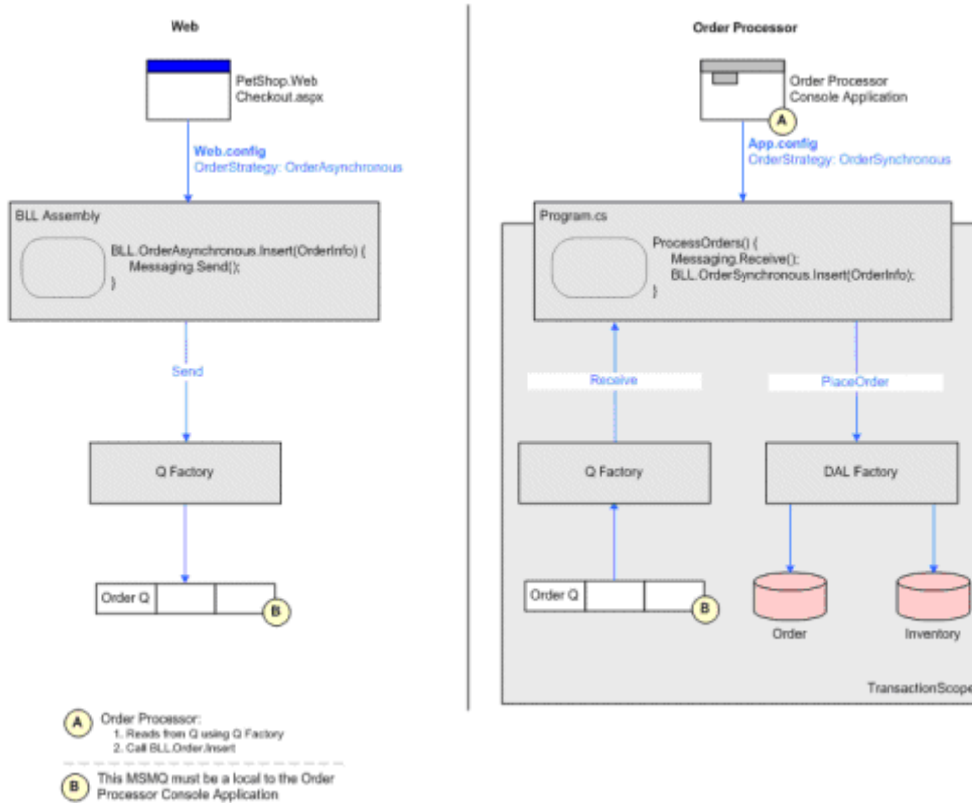 Web
PetShop.Web
Checkout.aspx
Web.config
OrderStrategy: OrderAsynchronous
BLL Assembly
BLL.OrderAsynchronous.Insert(OrderInfo) {
Messaging.Send();
}
Send
Q Factory
Order Q
B
Order Processor
Order Processor
Console Application
A
App.config
OrderStrategy: OrderSynchronous
Program.cs
ProcessOrders() {
Messaging.Receive();
BLL.OrderSynchronous.Insert(OrderInfo);
}
Receive
PlaceOrder
Q Factory
DAL Factory
Order Q
B
Order
Inventory
TransactionScope
A
Order Processor:
1. Reads from Q using Q Factory
2. Call BLL.Order.Insert
B
This MSMQ must be a local to the Order
Processor Console Application